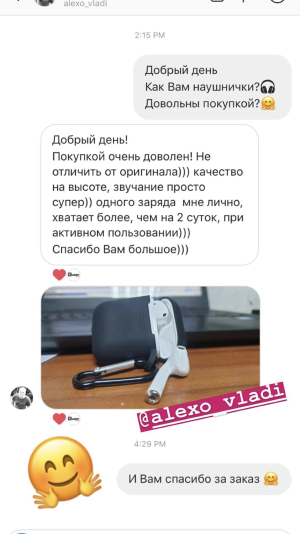 alexo_vladi
2:15 PM
Добрый день
Как Вам наушнички?🎧
Довольны покупкой?🤗
Добрый день!
Покупкой очень доволен! Не
отличить от оригинала))) качество
на высоте, звучание просто
супер)) одного заряда мне лично,
хватает более, чем на 2 суток, при
активном пользовании)))
Спасибо Вам большое)))
@alexo_vladi
4:29 PM
И Вам спасибо за заказ 🤗